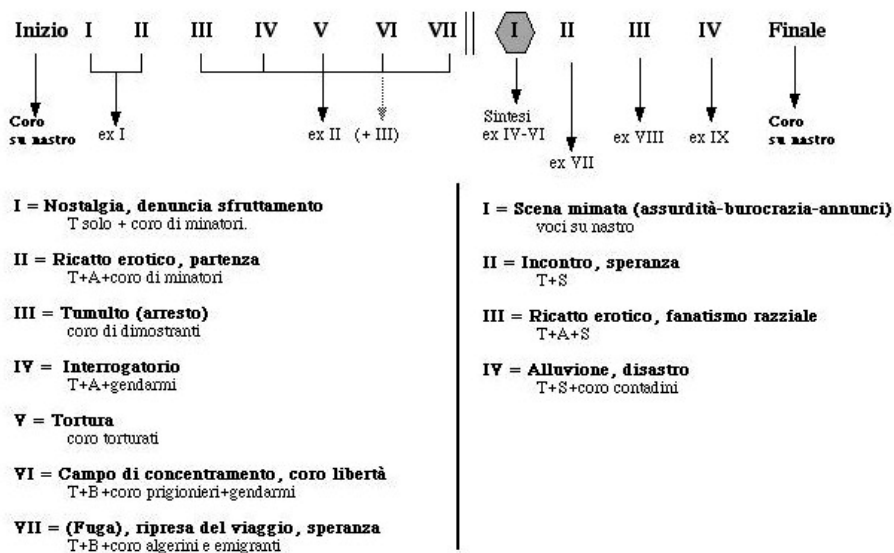 Inizio I II III IV V VI VII I II III IV Finale
Coro
su nastro
ex I
ex II (+ III)
Sintesi
ex IV-VI
ex VII
ex VIII
ex IX
Coro
su nastro
I = Nostalgia, denuncia sfruttamento
T solo + coro di minatori.
II = Ricatto erotico, partenza
T+A+coro di minatori
III = Tumulto (arresto)
coro di dimostranti
IV = Interrogatorio
T+A+gendarmi
V = Tortura
coro torturati
VI = Campo di concentramento, coro libertà
T+B+coro prigionieri+gendarmi
VII = (Fuga), ripresa del viaggio, speranza
T+B+coro algerini e emigranti
I = Scena mimata (assurdità-burocrazia-annunci)
voci su nastro
II = Incontro, speranza
T+S
III = Ricatto erotico, fanatismo razziale
T+A+S
IV = Alluvione, disastro
T+S+coro contadini